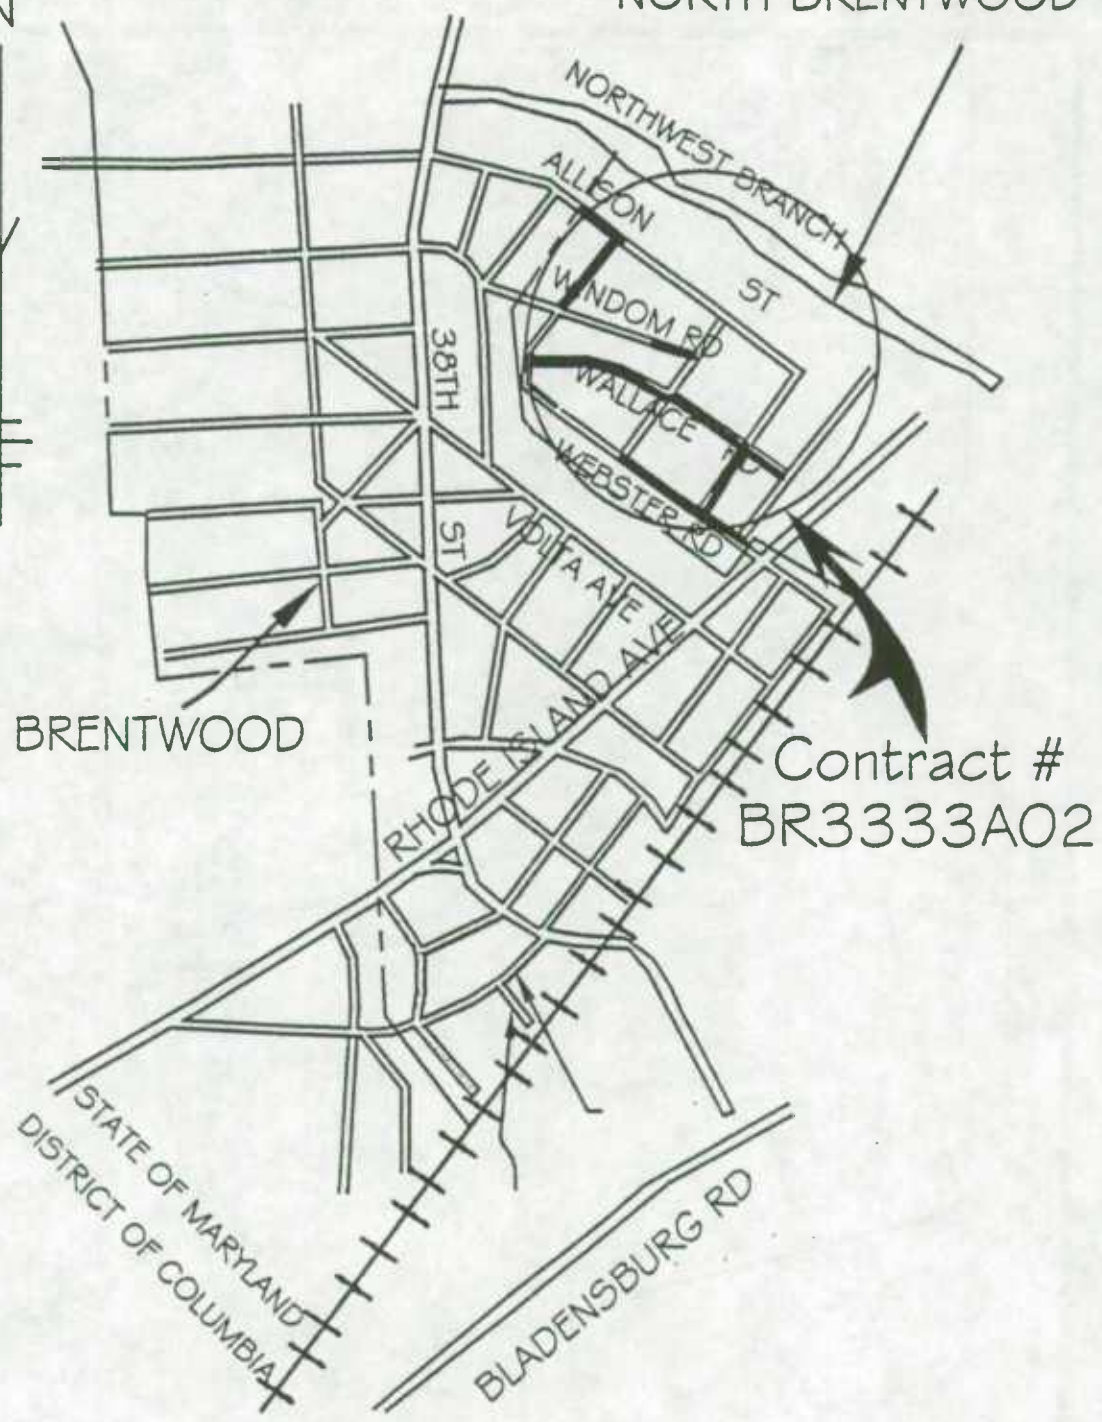 N
NORTH BRENTWOOD
NORTHWEST BRANCH
ALLISON
ST
WINDOM RD
38TH
WALLACE RD
WEBSTER RD
ST
VOLTA AVE
RHODE ISLAND AVE
BRENTWOOD
Contract #
BR3333A02
STATE OF MARYLAND
DISTRICT OF COLUMBIA
BLADENSBURG RD